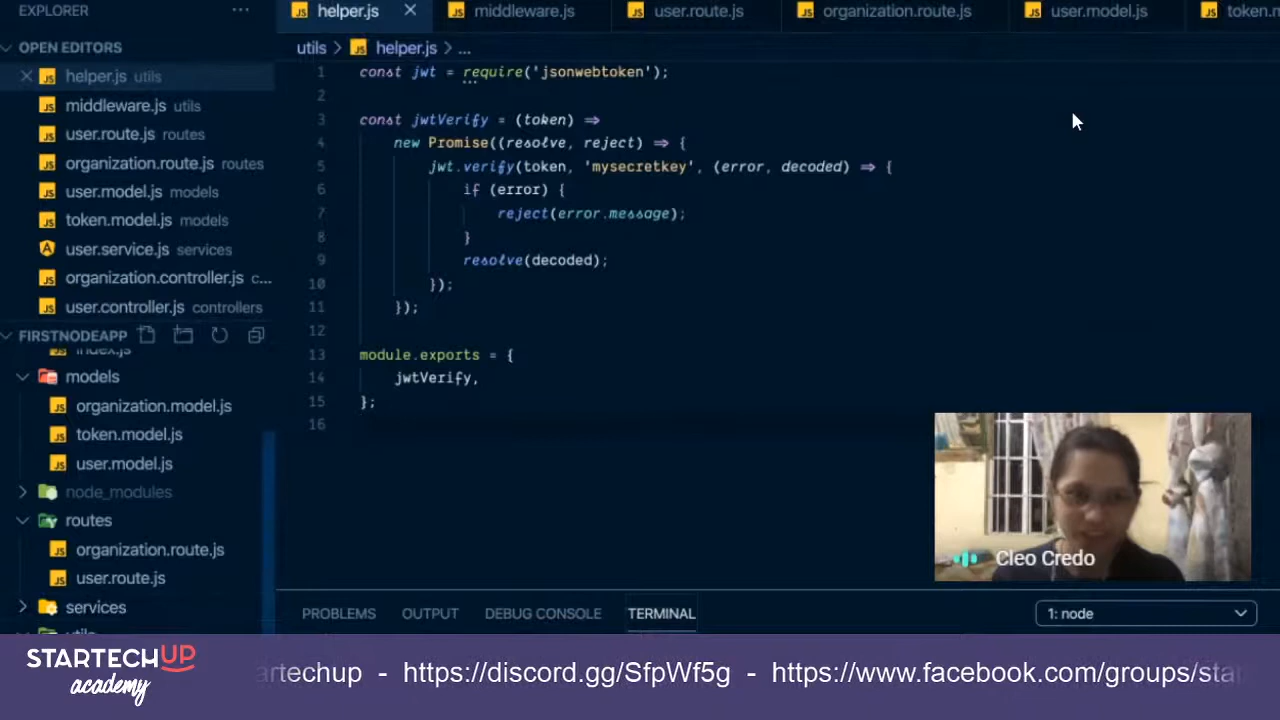 EXPLORER
...
OPEN EDITORS
helper.js utils
middleware.js utils
user.route.js routes
organization.route.js routes
user.model.js models
token.model.js models
user.service.js services
organization.controller.js c...
user.controller.js controllers
FIRSTNODEAPP
index.js
models
organization.model.js
token.model.js
user.model.js
node_modules
routes
organization.route.js
user.route.js
services
utils
helper.js
middleware.js
user.route.js
organization.route.js
user.model.js
token.m
utils > helper.js > ...
1 const jwt = require('jsonwebtoken');
2
3 const jwtVerify = (token) =>
4 new Promise((resolve, reject) => {
5 jwt.verify(token, 'mysecretkey', (error, decoded) => {
6 if (error) {
7 reject(error.message);
8 }
9 resolve(decoded);
10 });
11 });
12
13 module.exports = {
14 jwtVerify,
15 };
16
Cleo Credo
PROBLEMS OUTPUT DEBUG CONSOLE TERMINAL
1: node
STARTECHUP
academy
startechup - https://discord.gg/SfpWf5g - https://www.facebook.com/groups/sta